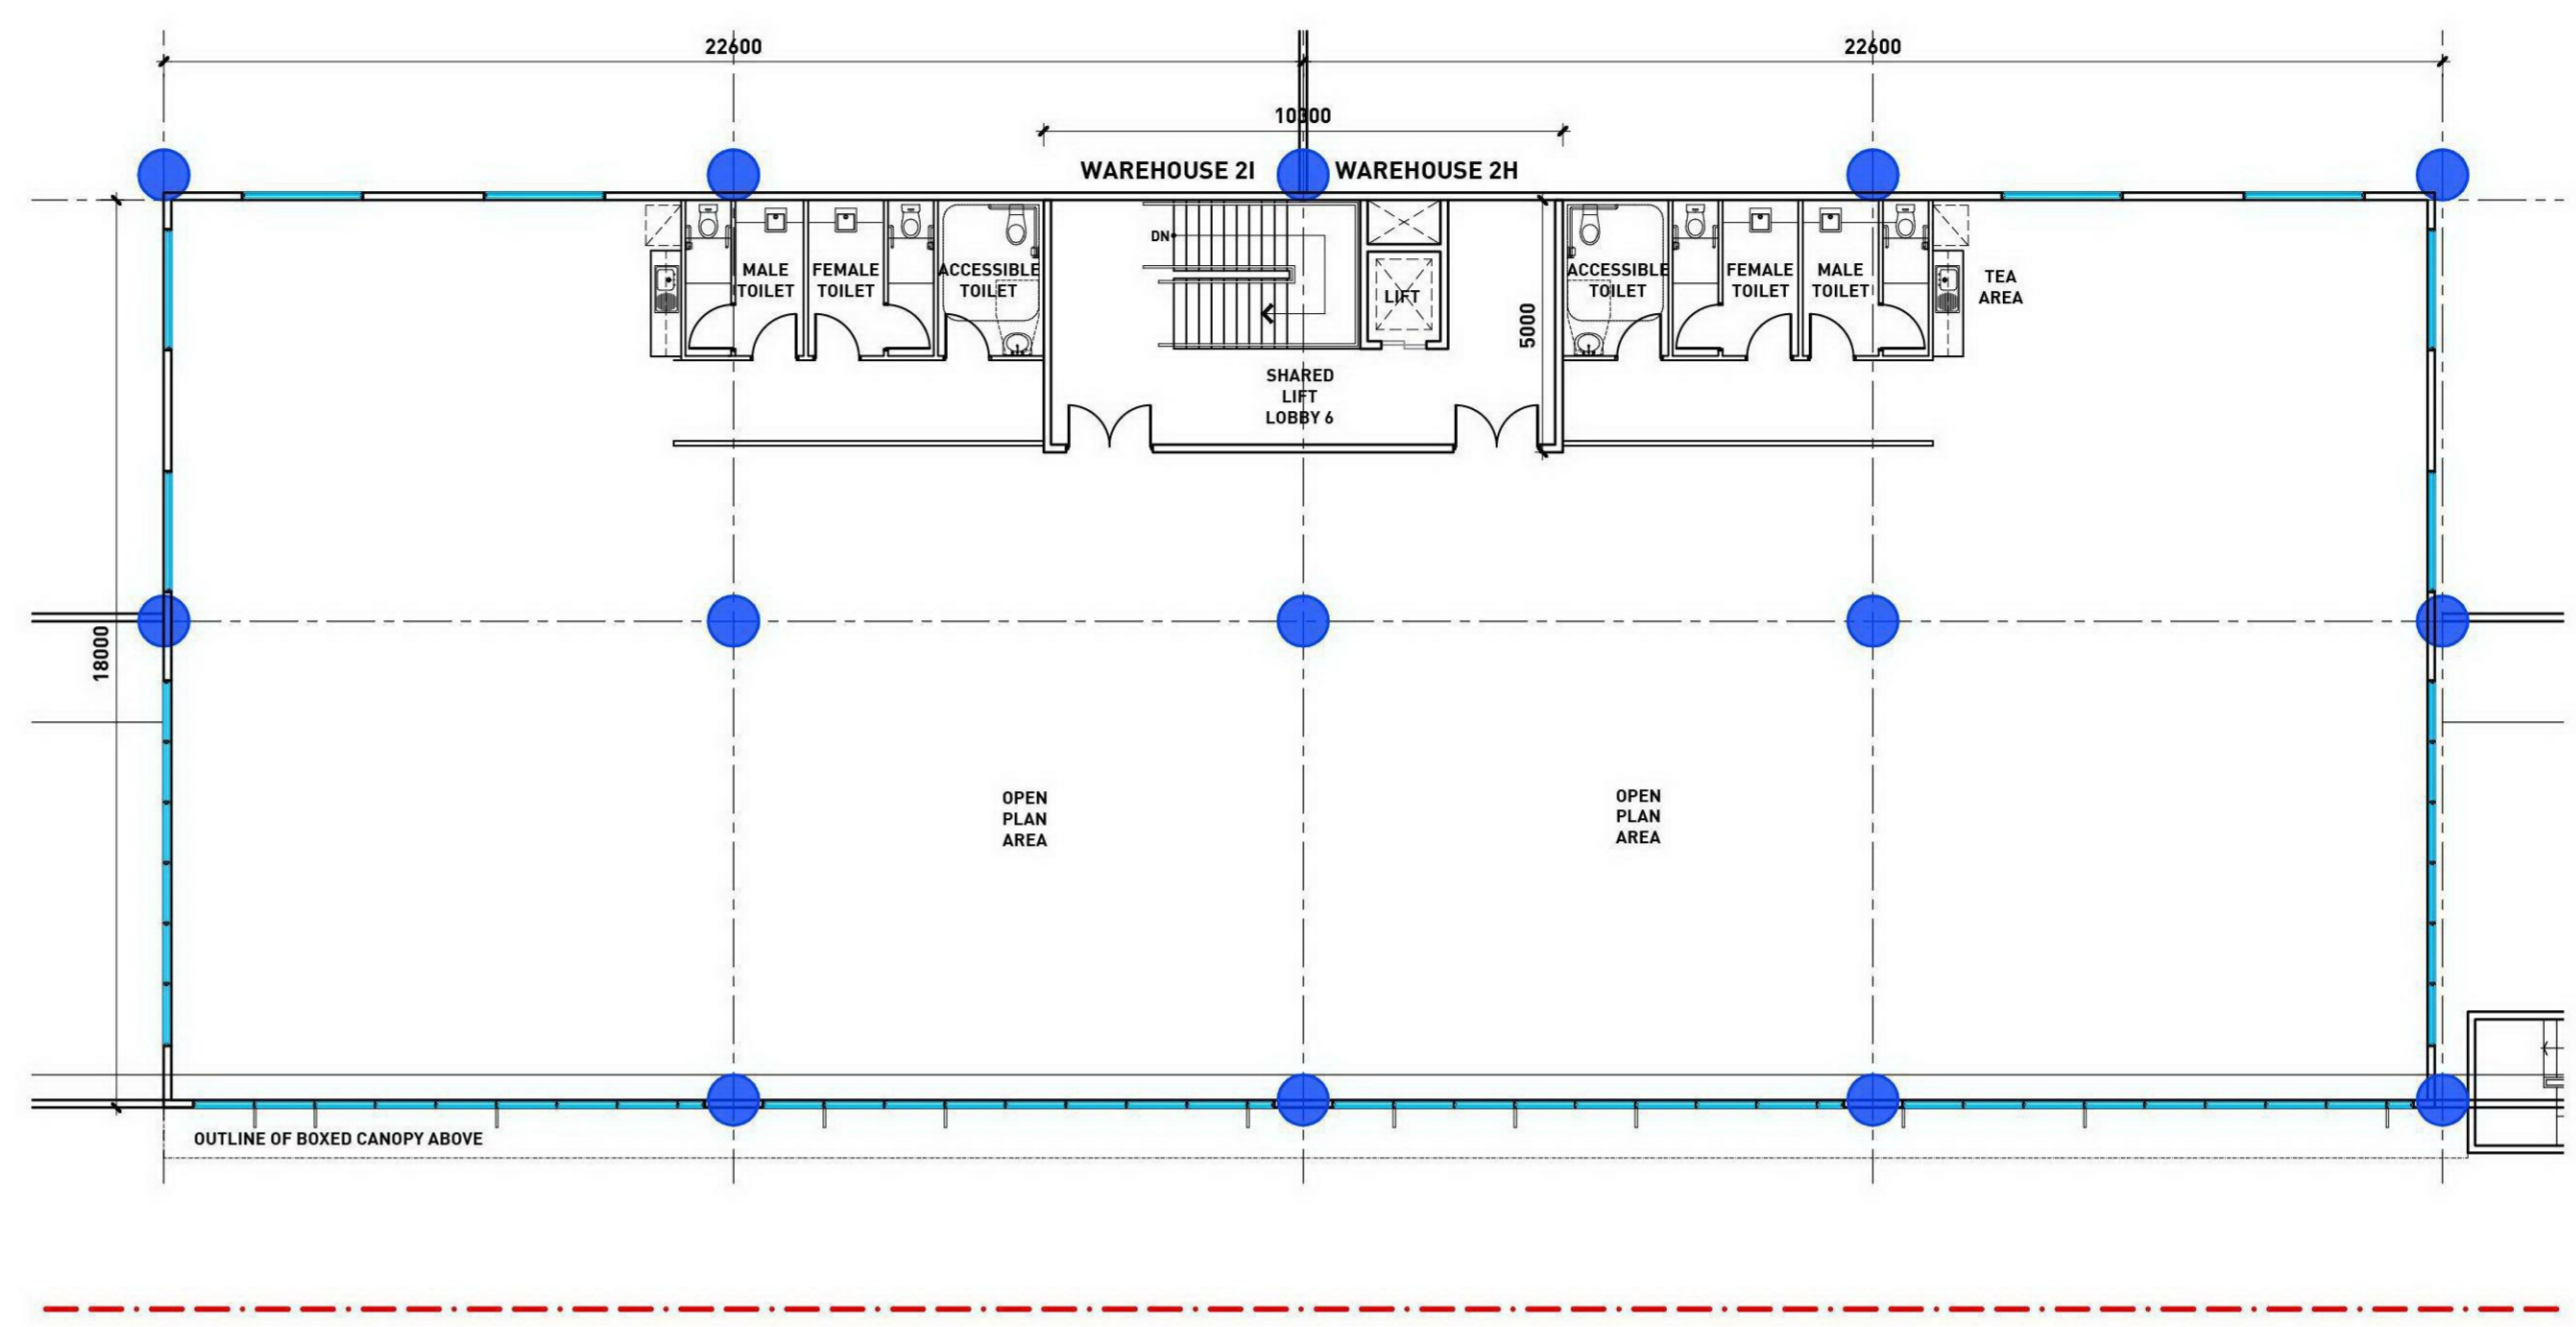 22600
22600
10300
WAREHOUSE 2I
WAREHOUSE 2H
DN
MALE
TOILET
FEMALE
TOILET
ACCESSIBLE
TOILET
LIFT
5000
ACCESSIBLE
TOILET
FEMALE
TOILET
MALE
TOILET
TEA
AREA
SHARED
LIFT
LOBBY 6
18000
OPEN
PLAN
AREA
OPEN
PLAN
AREA
OUTLINE OF BOXED CANOPY ABOVE